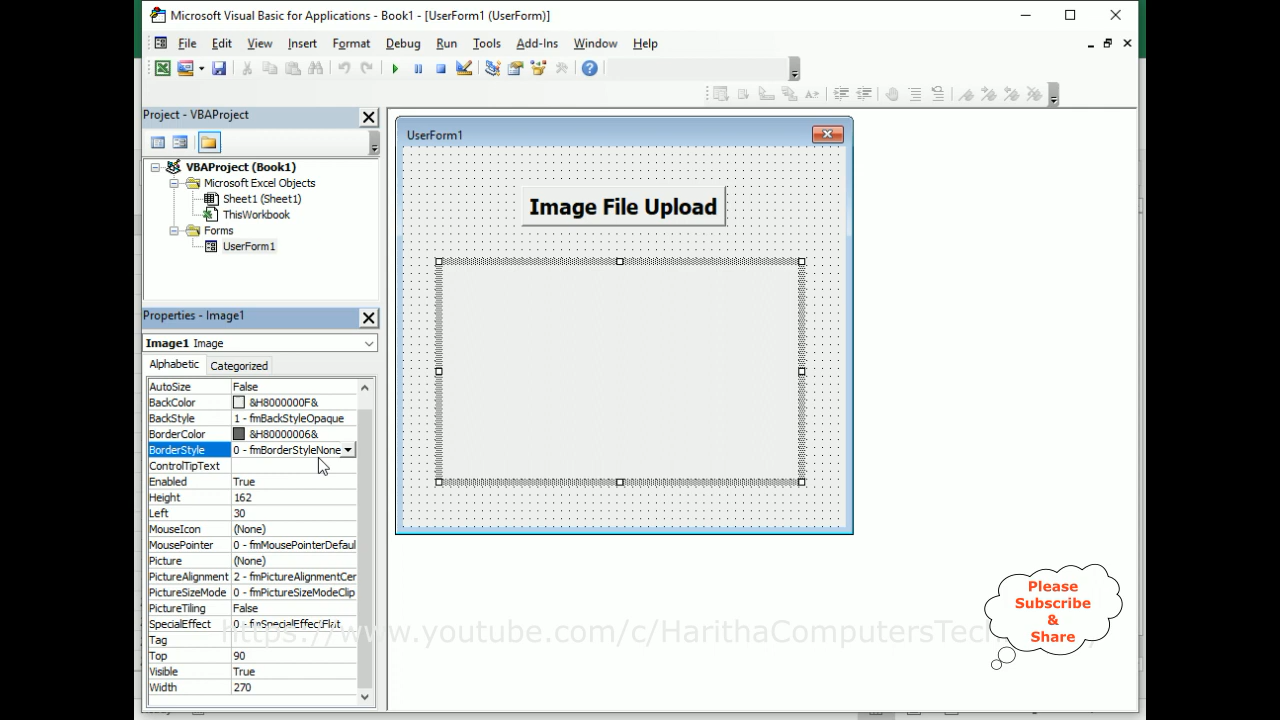 Microsoft Visual Basic for Applications - Book1 - [UserForm1 (UserForm)]
File Edit View Insert Format Debug Run Tools Add-Ins Window Help
Project - VBAProject
VBAProject (Book1)
Microsoft Excel Objects
Sheet1 (Sheet1)
ThisWorkbook
Forms
UserForm1
Properties - Image1
Image1 Image
Alphabetic Categorized
AutoSize False
BackColor &H8000000F&
BackStyle 1 - fmBackStyleOpaque
BorderColor &H80000006&
BorderStyle 0 - fmBorderStyleNone
ControlTipText
Enabled True
Height 162
Left 30
MouseIcon (None)
MousePointer 0 - fmMousePointerDefaul
Picture (None)
PictureAlignment 2 - fmPictureAlignmentCer
PictureSizeMode 0 - fmPictureSizeModeClip
PictureTiling False
SpecialEffect 0 - fmSpecialEffectFlat
Tag
Top 90
Visible True
Width 270
UserForm1
Image File Upload
Please
Subscribe
&
Share